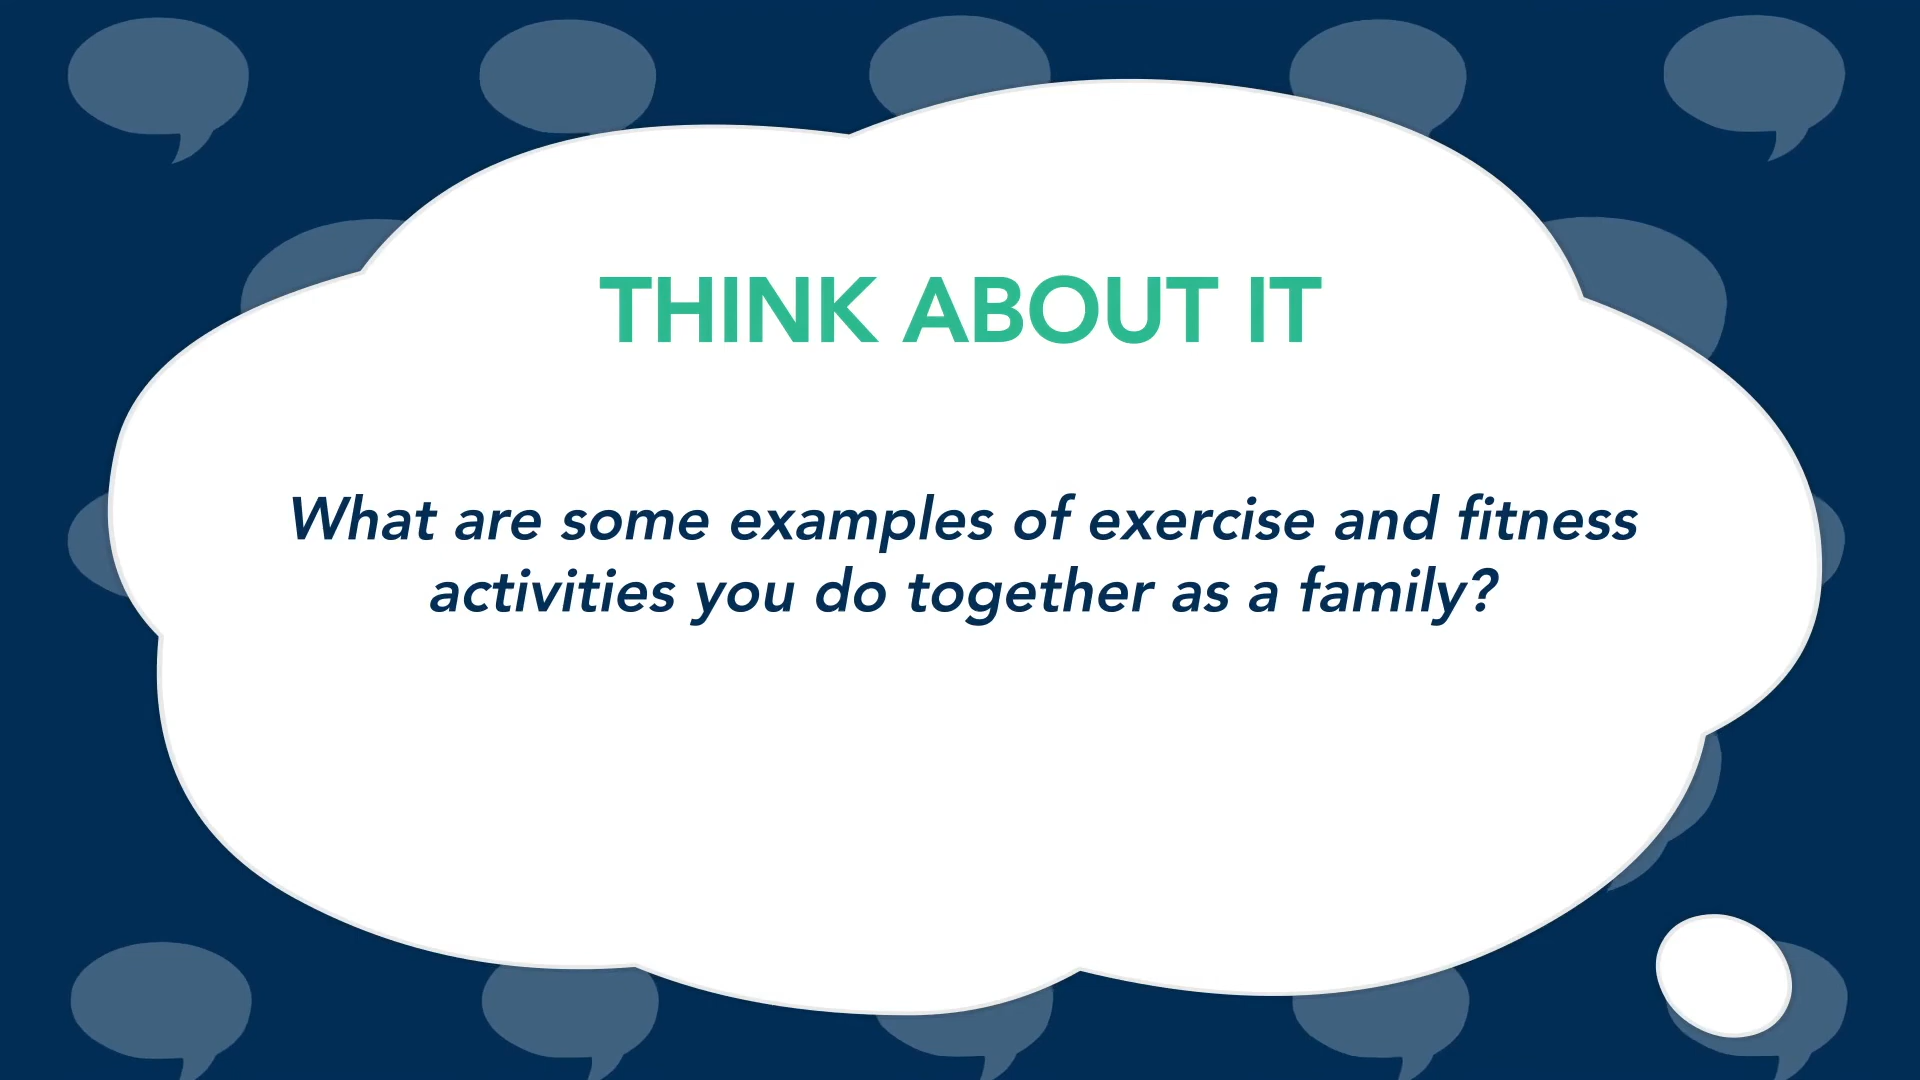 THINK ABOUT IT
What are some examples of exercise and fitness
activities you do together as a family?